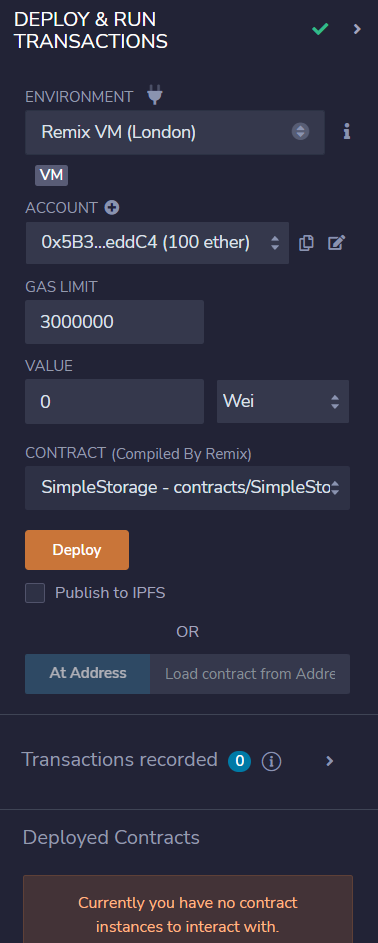 DEPLOY & RUN
TRANSACTIONS
ENVIRONMENT
Remix VM (London)
VM
ACCOUNT
0x5B3...eddC4 (100 ether)
GAS LIMIT
3000000
VALUE
0
Wei
CONTRACT (Compiled By Remix)
SimpleStorage - contracts/SimpleSto
Deploy
Publish to IPFS
OR
At Address
Load contract from Addre
Transactions recorded 0
Deployed Contracts
Currently you have no contract
instances to interact with.